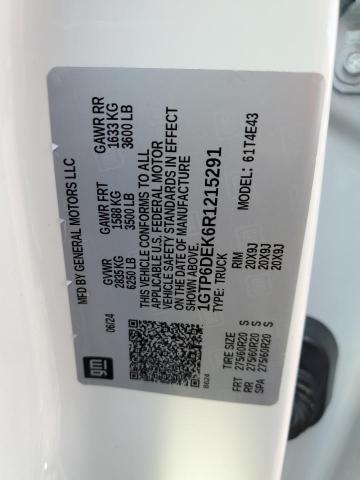 MFD BY GENERAL MOTORS LLC
06/24
GVWR
2835 KG
6250 LB
GAWR FRT
1588 KG
3500 LB
GAWR RR
1633 KG
3600 LB
THIS VEHICLE CONFORMS TO ALL
APPLICABLE U.S. FEDERAL MOTOR
VEHICLE SAFETY STANDARDS IN EFFECT
ON THE DATE OF MANUFACTURE
SHOWN ABOVE.
1GTP6DEK6R1215291
TYPE: TRUCK
MODEL: 61T4E43
gm
8624
TIRE SIZE RIM
FRT 275/60R20 S 20X9J
RR 275/60R20 S 20X9J
SPA 275/60R20 S 20X9J